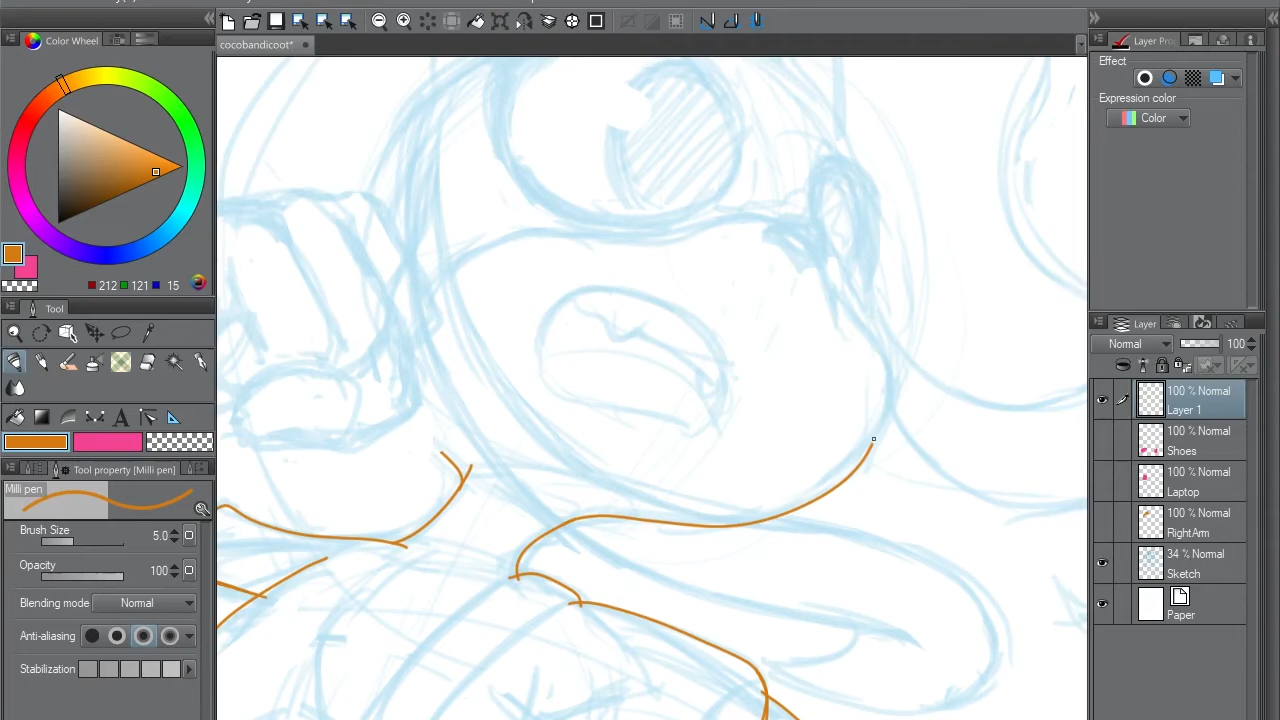 cocobandicoot*
Color Wheel
212 121 15
Tool
Tool property [Milli pen]
Milli pen
Brush Size 5.0
Opacity 100
Blending mode Normal
Anti-aliasing
Stabilization
Layer Pro
Effect
Expression color
Color
Layer
Normal 100
100 % Normal
Layer 1
100 % Normal
Shoes
100 % Normal
Laptop
100 % Normal
RightArm
34 % Normal
Sketch
Paper